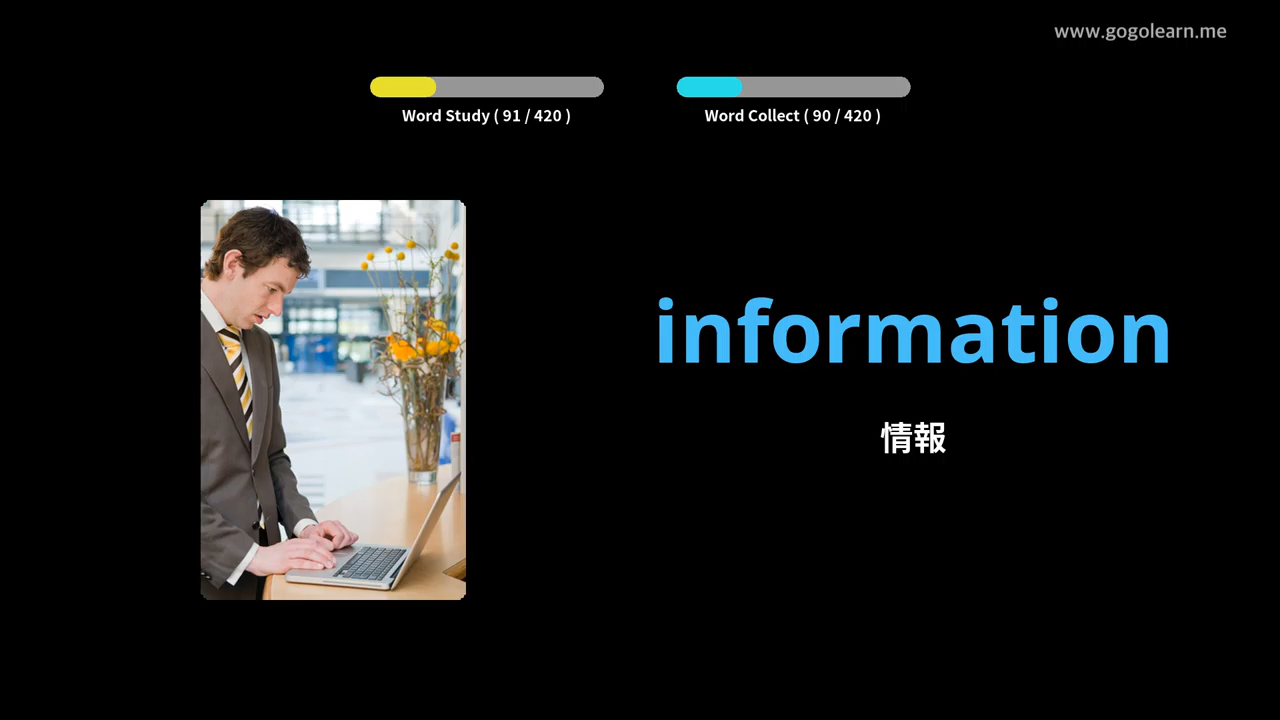 www.gogolearn.me
Word Study ( 91 / 420 )
Word Collect ( 90 / 420 )
information
情報